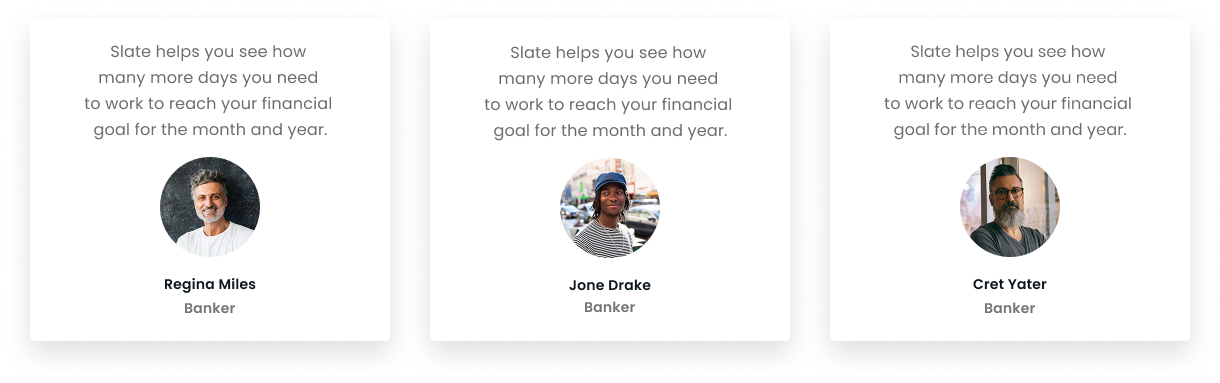 Slate helps you see how
many more days you need
to work to reach your financial
goal for the month and year.
Regina Miles
Banker
Slate helps you see how
many more days you need
to work to reach your financial
goal for the month and year.
Jone Drake
Banker
Slate helps you see how
many more days you need
to work to reach your financial
goal for the month and year.
Cret Yater
Banker